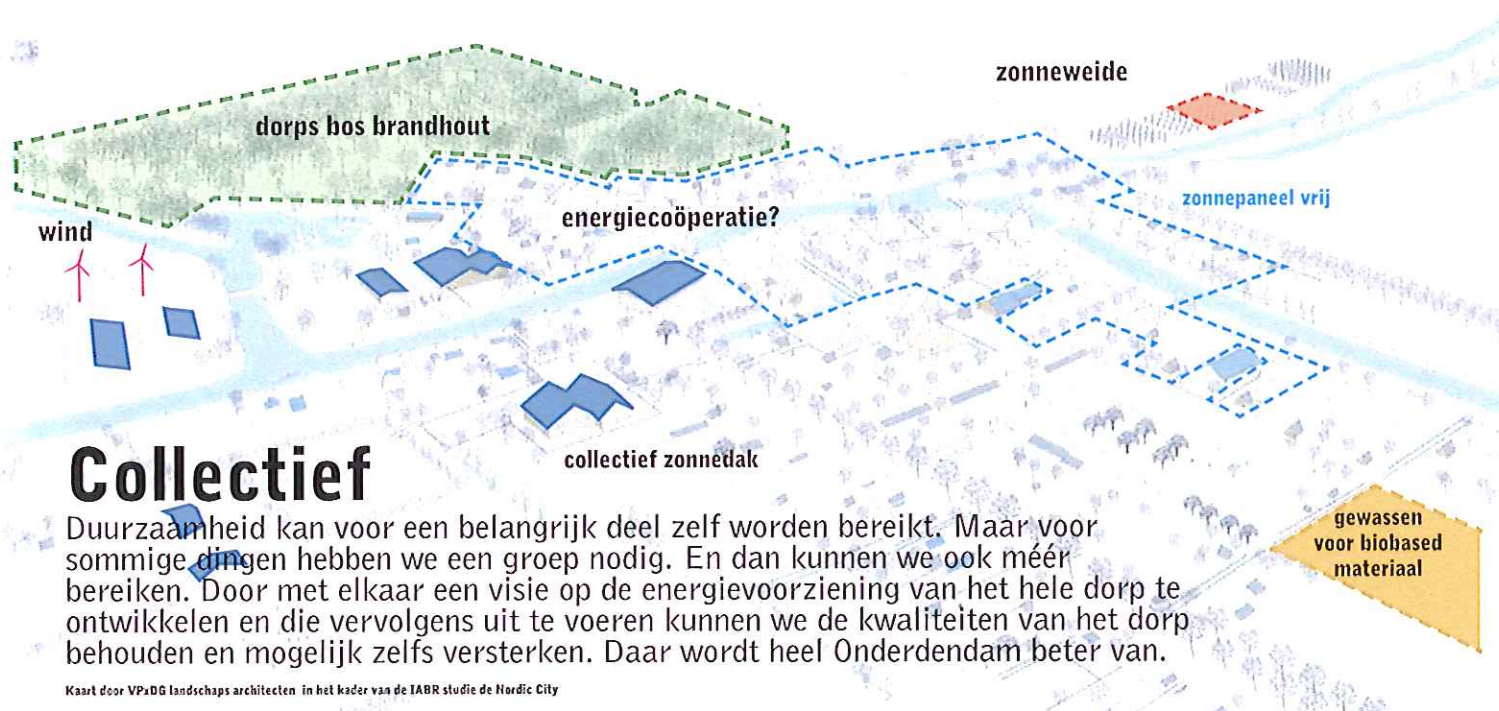 zonneweide
dorps bos brandhout
zonnepaneel vrij
energiecoöperatie?
wind
collectief zonnedak
gewassen
voor biobased
materiaal
Collectief
Duurzaamheid kan voor een belangrijk deel zelf worden bereikt. Maar voor
sommige dingen hebben we een groep nodig. En dan kunnen we ook méér
bereiken. Door met elkaar een visie op de energievoorziening van het hele dorp te
ontwikkelen en die vervolgens uit te voeren kunnen we de kwaliteiten van het dorp
behouden en mogelijk zelfs versterken. Daar wordt heel Onderdendam beter van.
Kaart door VPxDG landschaps architecten in het kader van de IABR studie de Nordic City